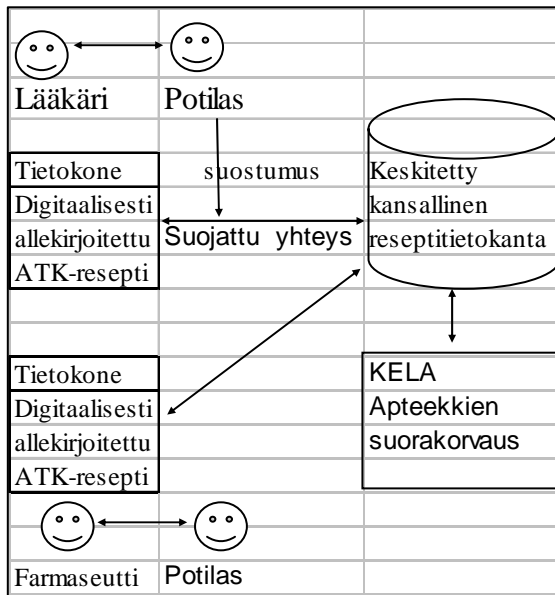 Lääkäri
Potilas
Tietokone
Digitaalisesti
allekirjoitettu
ATK-resepti
suostumus
Suojattu yhteys
Keskitetty
kansallinen
reseptitietokanta
Tietokone
Digitaalisesti
allekirjoitettu
ATK-resepti
KELA
Apteekkien
suorakorvaus
Farmaseutti
Potilas